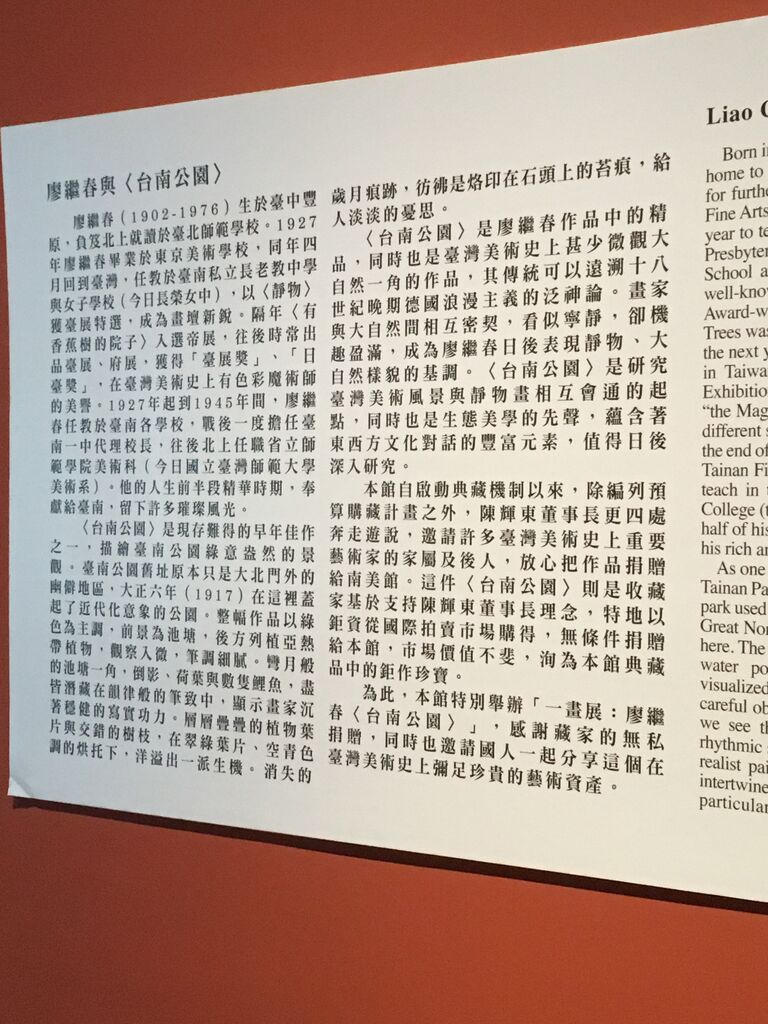 廖繼春與〈台南公園〉
廖繼春(1902-1976)生於臺中豐
原,負笈北上就讀於臺北師範學校。1927
年廖繼春畢業於東京美術學校,同年四
月回到臺灣,任教於臺南私立長老教中學
與女子學校(今日長榮女中),以〈靜物〉
獲臺展特選,成為畫壇新銳。隔年〈有
香蕉樹的院子〉入選帝展,往後時常出
品臺展、府展,獲得「臺展獎」、「日
臺獎」,在臺灣美術史上有色彩魔術師
的美譽。1927年起到1945年間,廖繼
春任教於臺南各學校,戰後一度擔任臺
南一中代理校長,往後北上任職省立師
範學院美術科(今日國立臺灣師範大學
美術系)。他的人生前半段精華時期,奉
獻給臺南,留下許多璀璨風光。
〈台南公園〉是現存難得的早年佳作
之一,描繪臺南公園綠意盎然的景
觀。臺南公園舊址原本只是大北門外的
幽僻地區,大正六年(1917)在這裡蓋
起了近代化意象的公園。整幅作品以綠
色為主調,前景為池塘,後方列植亞熱
帶植物,觀察入微,筆調細膩。彎月般
的池塘一角,倒影、荷葉與數隻鯉魚,盡
皆潛藏在韻律般的筆致中,顯示畫家沉
著穩健的寫實功力。層層疊疊的植物葉
片與交錯的樹枝,在翠綠葉片、空青色
調的烘托下,洋溢出一派生機。消失的
歲月痕跡,彷彿是烙印在石頭上的苔痕,給
人淡淡的憂思。
〈台南公園〉是廖繼春作品中的精
品,同時也是臺灣美術史上甚少微觀大
自然一角的作品,其傳統可以遠溯十八
世紀晚期德國浪漫主義的泛神論。畫家
與大自然間相互密契,看似寧靜,卻機
趣盈滿,成為廖繼春日後表現靜物、大
自然樣貌的基調。〈台南公園〉是研究
臺灣美術風景與靜物畫相互會通的起
點,同時也是生態美學的先聲,蘊含著
東西方文化對話的豐富元素,值得日後
深入研究。
本館自啟動典藏機制以來,除編列預
算購藏計畫之外,陳輝東董事長更四處
奔走遊說,邀請許多臺灣美術史上重要
藝術家的家屬及後人,放心把作品捐贈
給南美館。這件〈台南公園〉則是收藏
家基於支持陳輝東董事長理念,特地以
鉅資從國際拍賣市場購得,無條件捐贈
給本館,市場價值不斐,洵為本館典藏
品中的鉅作珍寶。
為此,本館特別舉辦「一畫展:廖繼
春〈台南公園〉」,感謝藏家的無私
捐贈,同時也邀請國人一起分享這個在
臺灣美術史上彌足珍貴的藝術資產。
Liao
Born
home to
for furthe
Fine Arts
year to te
Presbyter
School a
well-know
Award-w
Trees was
the next y
in Taiwa
Exhibition
“the Mag
different s
the end of
Tainan Fi
teach in
College (t
half of his
his rich ar
As one
Tainan Pa
park used
Great Nor
here. The
water po
visualized
careful ob
we see th
rhythmic
realist pai
intertwine
particular